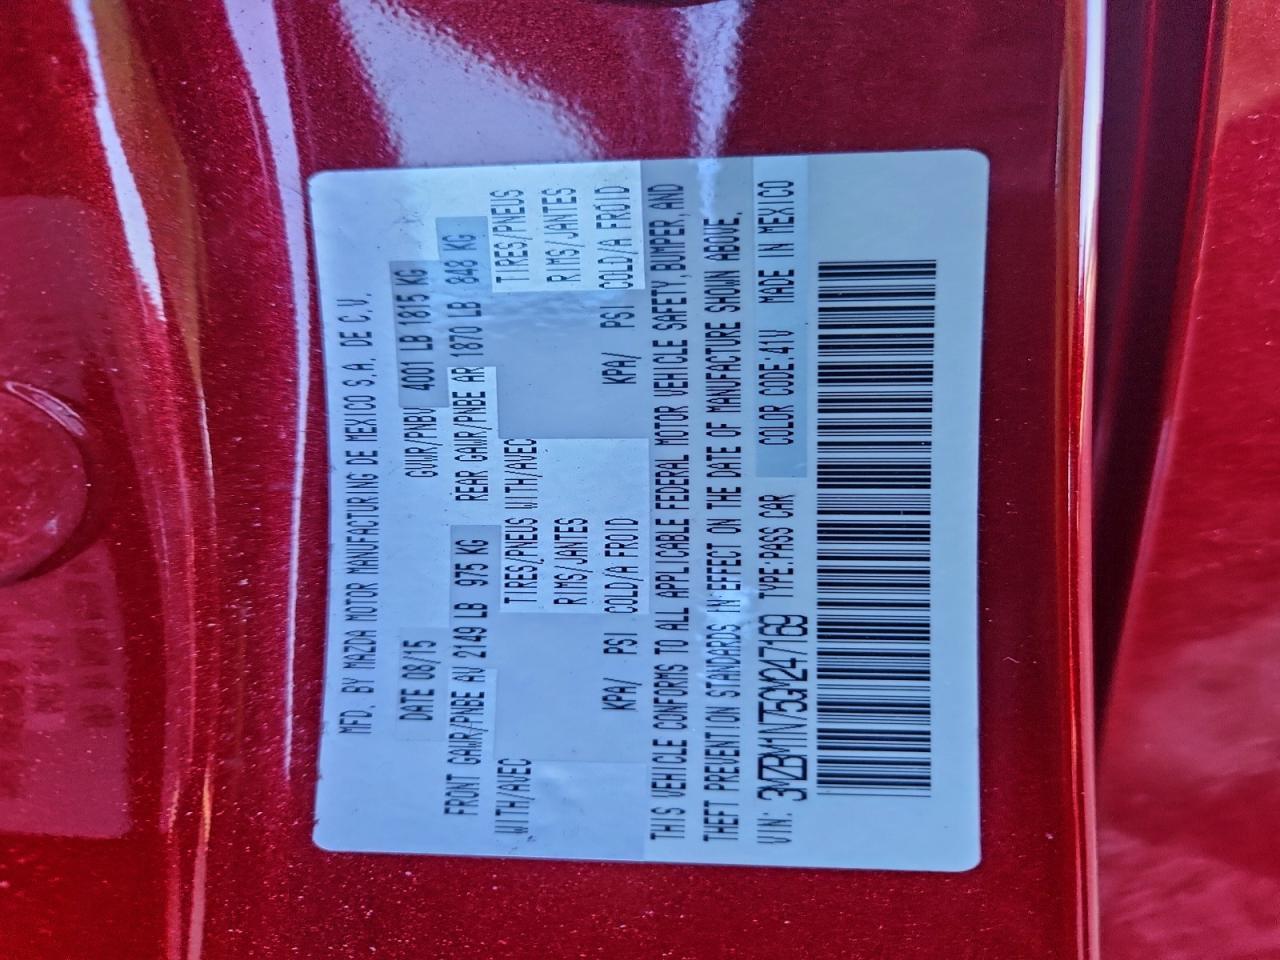 MFD. BY MAZDA MOTOR MANUFACTURING DE MEXICO S.A. DE C.V.,
DATE 08/15 GVWR/PNBV 4001 LB 1815 KG
FRONT GAWR/PNBE AV 2149 LB 975 KG REAR GAWR/PNBE AR 1870 LB 848 KG
WITH/AVEC TIRES/PNEUS WITH/AVEC TIRES/PNEUS
RIMS/JANTES RIMS/JANTES
KPA/ PSI COLD/A FROID KPA/ PSI COLD/A FROID
THIS VEHICLE CONFORMS TO ALL APPLICABLE FEDERAL MOTOR VEHICLE SAFETY, BUMPER, AND
THEFT PREVENTION STANDARDS IN EFFECT ON THE DATE OF MANUFACTURE SHOWN ABOVE,
VIN: 3MZBM1N75GM247169 TYPE:PASS CAR COLOR CODE:41V MADE IN MEXICO